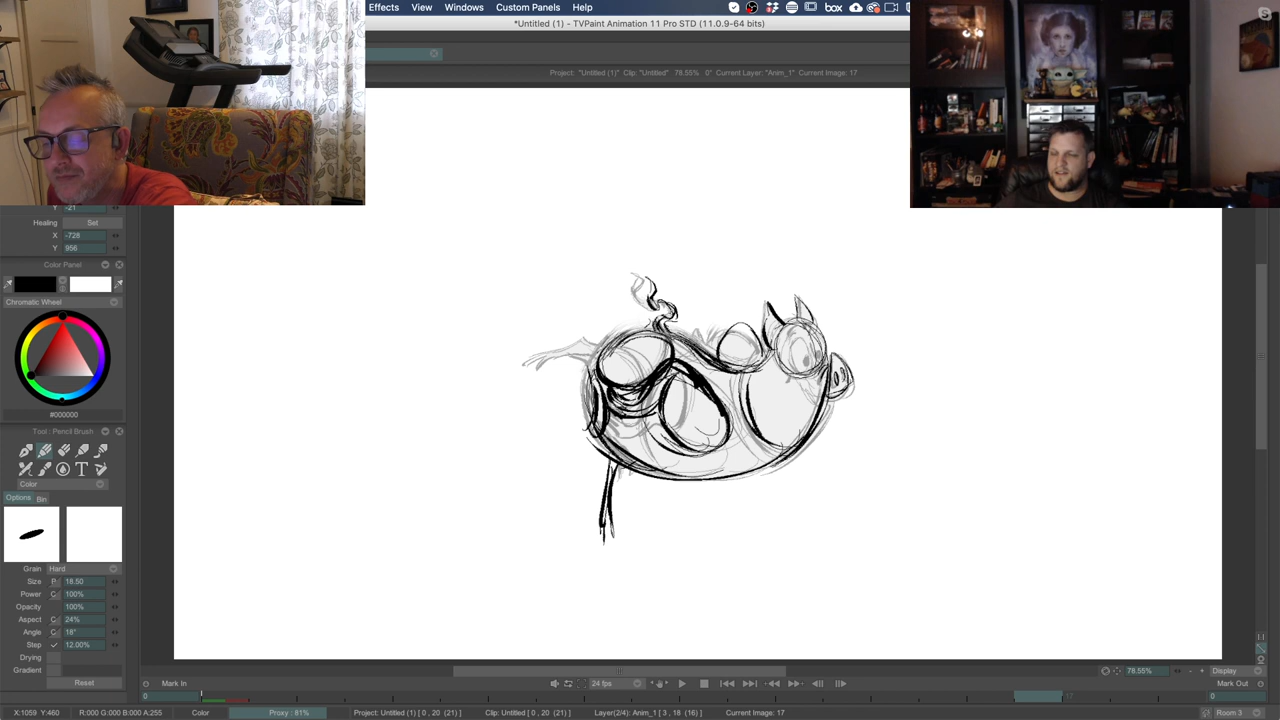 Effects View Windows Custom Panels Help box
*Untitled (1) - TVPaint Animation 11 Pro STD (11.0.9-64 bits)
Project: "Untitled (1)" Clip: "Untitled" 78.55% 0° Current Layer: "Anim_1" Current Image: 17
Y -21
Healing Set
X -728
Y 956
Color Panel
Chromatic Wheel
#000000
Tool : Pencil Brush
Color
Options Bin
Grain Hard
Size P 18.50
Power C 100%
Opacity 100%
Aspect C 24%
Angle C 18°
Step 12.00%
Drying
Gradient
Reset
78.55% - + Display
0 Mark In 24 fps Mark Out 0
17
X:1059 Y:460 R:000 G:000 B:000 A:255 Color Proxy : 81% Project: Untitled (1) [ 0 , 20 (21) ] Clip: Untitled [ 0 , 20 (21) ] Layer(2/4): Anim_1 [ 3 , 18 (16) ] Current Image: 17 Room 3